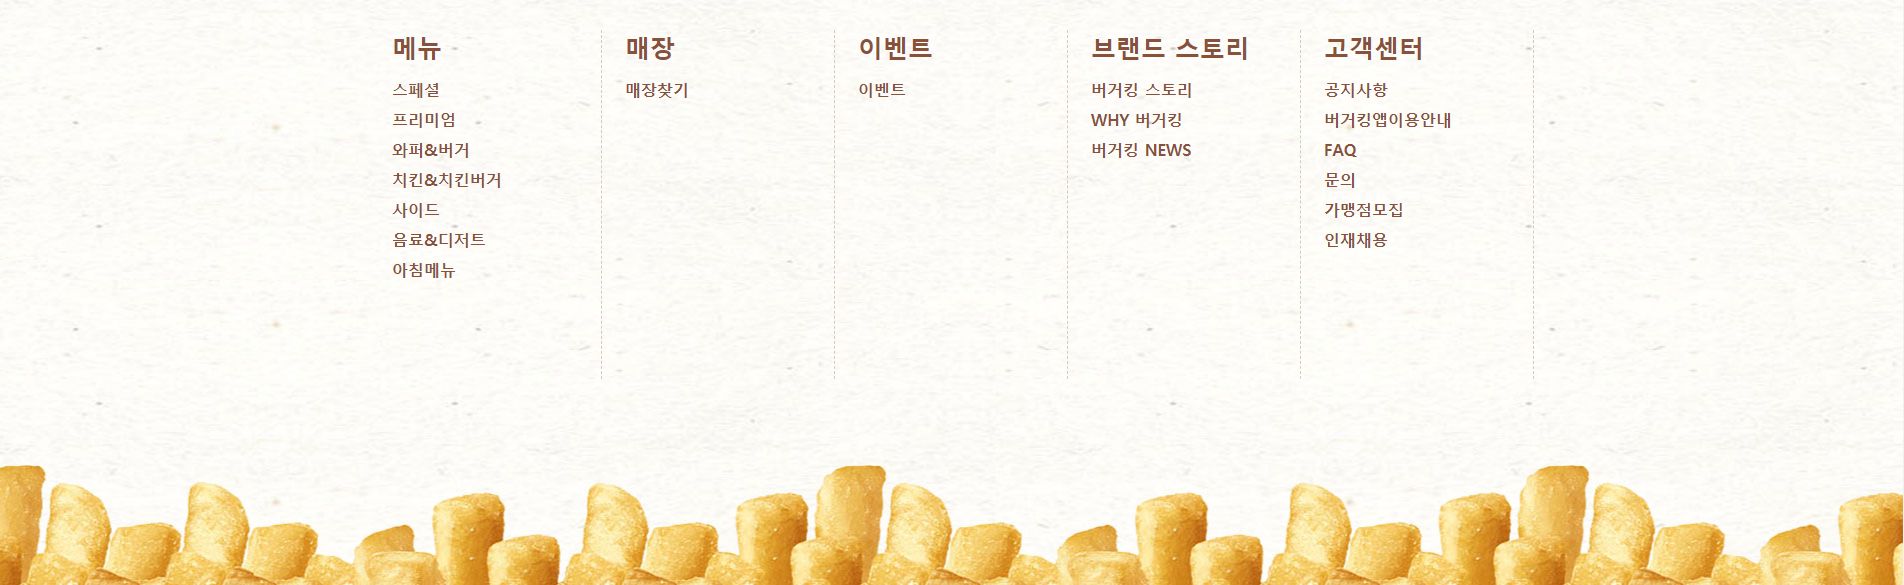 메뉴
스페셜
프리미엄
와퍼&버거
치킨&치킨버거
사이드
음료&디저트
아침메뉴
매장
매장찾기
이벤트
이벤트
브랜드 스토리
버거킹 스토리
WHY 버거킹
버거킹 NEWS
고객센터
공지사항
버거킹앱이용안내
FAQ
문의
가맹점모집
인재채용